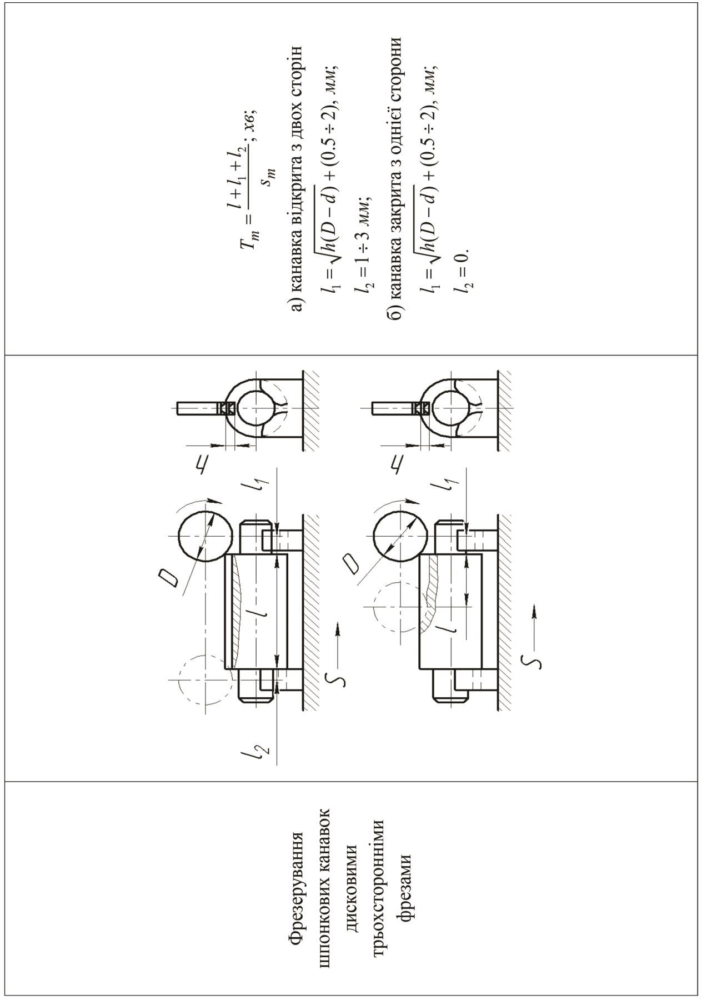 Фрезерування
шпонкових канавок
дисковими
трьохсторонніми
фрезами
D
h
l₁
l
l₂
S
D
h
l₁
l
S
Tₘ = (l + l₁ + l₂) / sₘ ; хв;
а) канавка відкрита з двох сторін
l₁ = √h(D − d) + (0.5 ÷ 2), мм;
l₂ = 1 ÷ 3 мм;
б) канавка закрита з однієї сторони
l₁ = √h(D − d) + (0.5 ÷ 2), мм;
l₂ = 0.